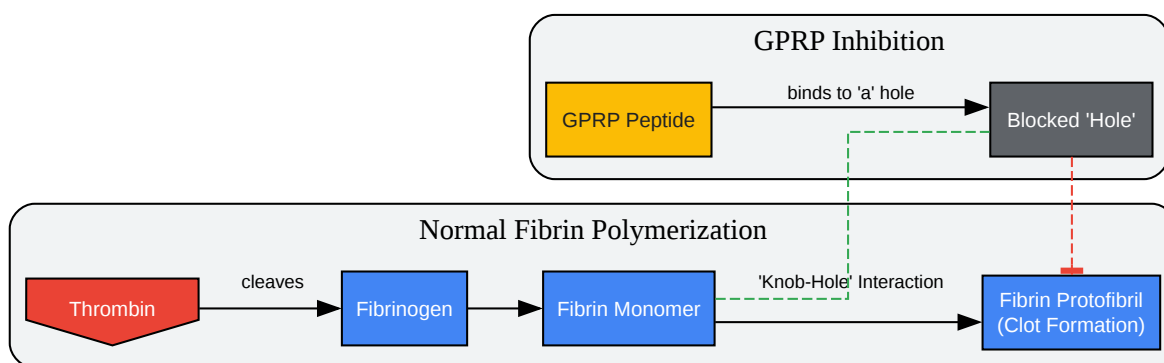 GPRP Inhibition
GPRP Peptide
binds to 'a' hole
Blocked 'Hole'
Normal Fibrin Polymerization
Thrombin
cleaves
Fibrinogen
Fibrin Monomer
'Knob-Hole' Interaction
Fibrin Protofibril
(Clot Formation)